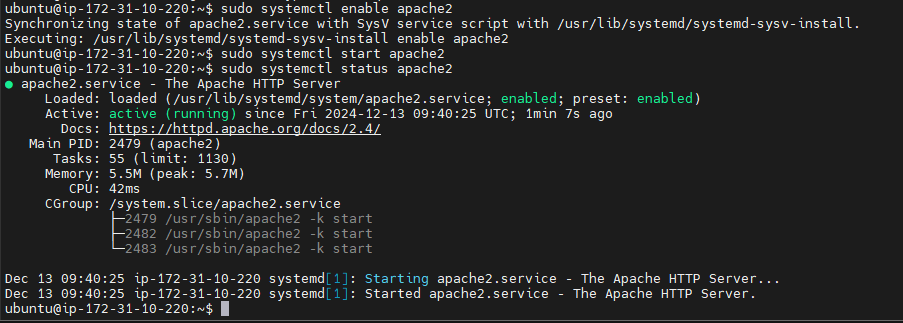 ubuntu@ip-172-31-10-220:~$ sudo systemctl enable apache2
Synchronizing state of apache2.service with SysV service script with /usr/lib/systemd/systemd-sysv-install.
Executing: /usr/lib/systemd/systemd-sysv-install enable apache2
ubuntu@ip-172-31-10-220:~$ sudo systemctl start apache2
ubuntu@ip-172-31-10-220:~$ sudo systemctl status apache2
● apache2.service - The Apache HTTP Server
     Loaded: loaded (/usr/lib/systemd/system/apache2.service; enabled; preset: enabled)
     Active: active (running) since Fri 2024-12-13 09:40:25 UTC; 1min 7s ago
       Docs: https://httpd.apache.org/docs/2.4/
   Main PID: 2479 (apache2)
      Tasks: 55 (limit: 1130)
     Memory: 5.5M (peak: 5.7M)
        CPU: 42ms
     CGroup: /system.slice/apache2.service
             ├─2479 /usr/sbin/apache2 -k start
             ├─2482 /usr/sbin/apache2 -k start
             └─2483 /usr/sbin/apache2 -k start
Dec 13 09:40:25 ip-172-31-10-220 systemd[1]: Starting apache2.service - The Apache HTTP Server...
Dec 13 09:40:25 ip-172-31-10-220 systemd[1]: Started apache2.service - The Apache HTTP Server.
ubuntu@ip-172-31-10-220:~$